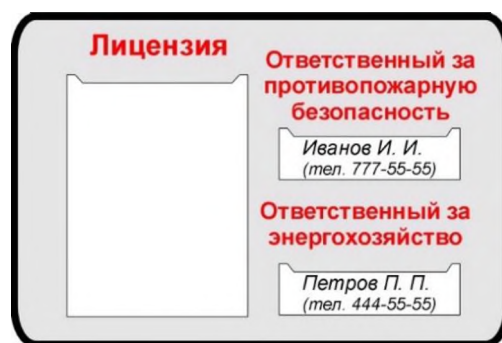 Лицензия
Ответственный за
противопожарную
безопасность
Иванов И. И.
(тел. 777-55-55)
Ответственный за
энергохозяйство
Петров П. П.
(тел. 444-55-55)